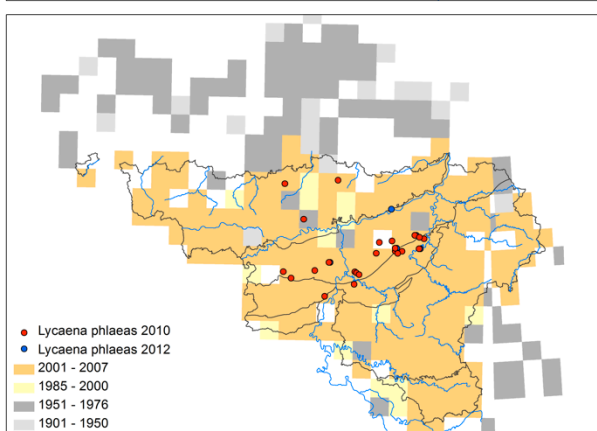 Lycaena phlaeas 2010
Lycaena phlaeas 2012
2001 - 2007
1985 - 2000
1951 - 1976
1901 - 1950